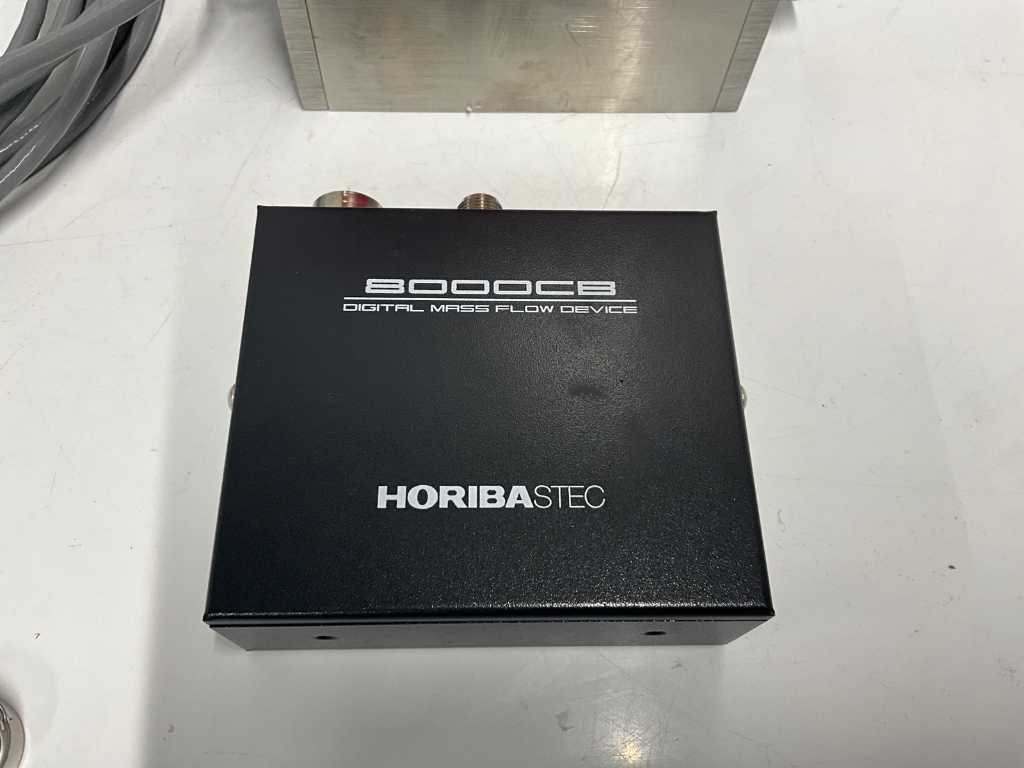 8000CB
DIGITAL MASS FLOW DEVICE
HORIBASTEC